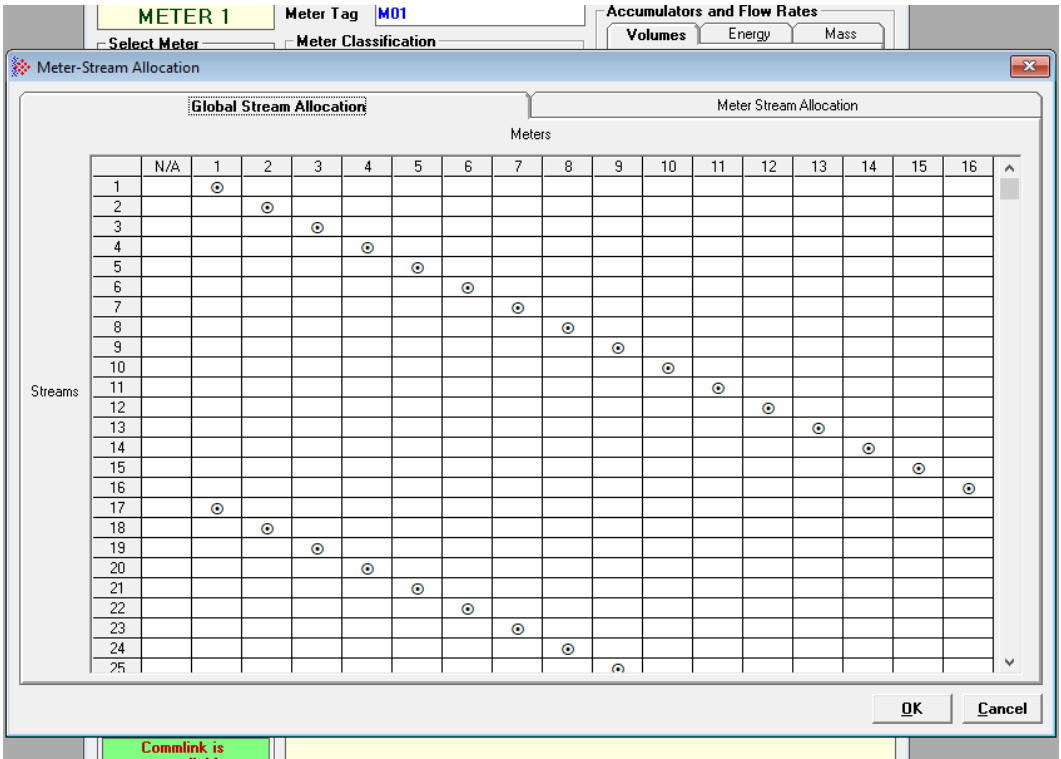 METER 1
Meter Tag M01
Accumulators and Flow Rates
Select Meter
Meter Classification
Volumes Energy Mass
Meter-Stream Allocation
Global Stream Allocation Meter Stream Allocation
Meters
N/A 1 2 3 4 5 6 7 8 9 10 11 12 13 14 15 16
1
2
3
4
5
6
7
8
9
10
Streams 11
12
13
14
15
16
17
18
19
20
21
22
23
24
25
OK Cancel
Commlink is